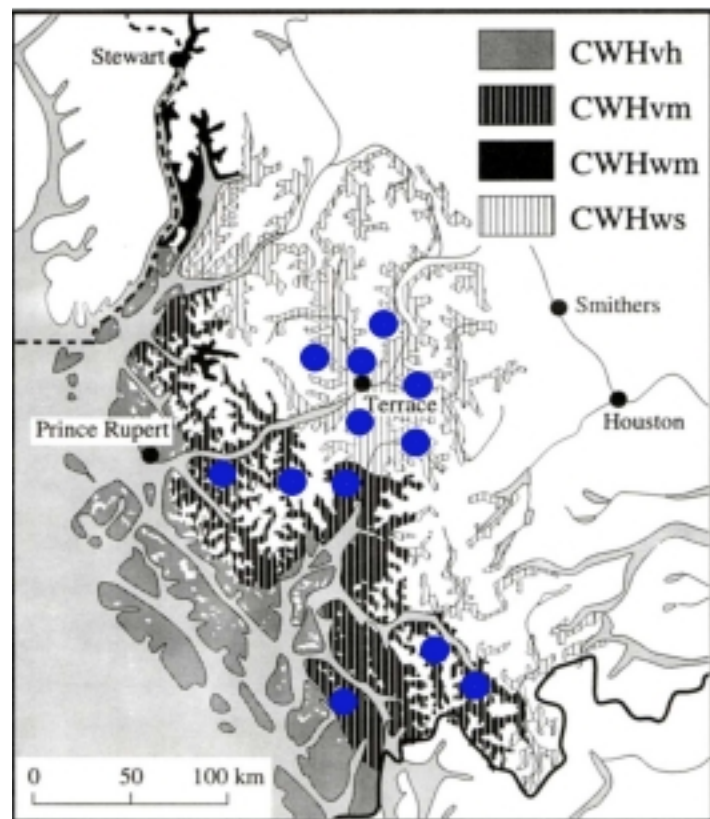 Stewart
CWHvh
CWHvm
CWHwm
CWHws
Smithers
Terrace
Houston
Prince Rupert
0 50 100 km